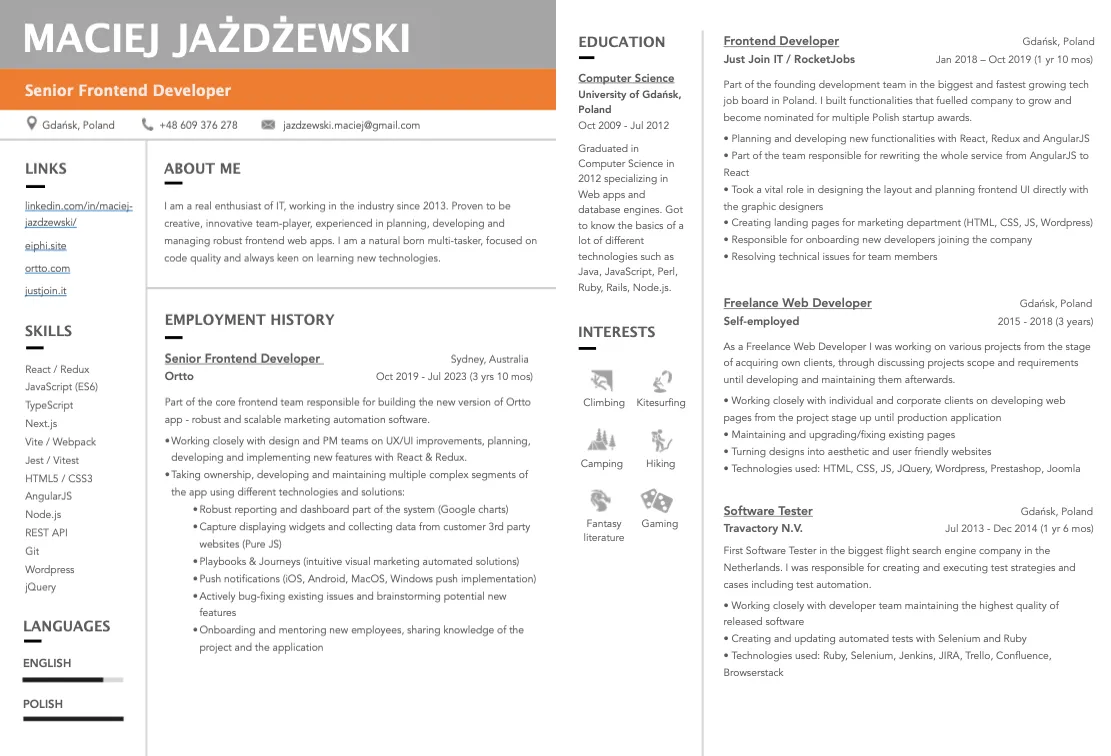 MACIEJ JAŻDŻEWSKI
Senior Frontend Developer
Gdańsk, Poland
+48 609 376 278
jazdzewski.maciej@gmail.com
LINKS
linkedin.com/in/maciej-
jazdzewski/
eiphi.site
ortto.com
justjoin.it
SKILLS
React / Redux
JavaScript (ES6)
TypeScript
Next.js
Vite / Webpack
Jest / Vitest
HTML5 / CSS3
AngularJS
Node.js
REST API
Git
Wordpress
jQuery
LANGUAGES
ENGLISH
POLISH
ABOUT ME
I am a real enthusiast of IT, working in the industry since 2013. Proven to be
creative, innovative team-player, experienced in planning, developing and
managing robust frontend web apps. I am a natural born multi-tasker, focused on
code quality and always keen on learning new technologies.
EMPLOYMENT HISTORY
Senior Frontend Developer
Sydney, Australia
Ortto
Oct 2019 - Jul 2023 (3 yrs 10 mos)
Part of the core frontend team responsible for building the new version of Ortto
app - robust and scalable marketing automation software.
•Working closely with design and PM teams on UX/UI improvements, planning,
developing and implementing new features with React & Redux.
•Taking ownership, developing and maintaining multiple complex segments of
the app using different technologies and solutions:
•Robust reporting and dashboard part of the system (Google charts)
•Capture displaying widgets and collecting data from customer 3rd party
websites (Pure JS)
•Playbooks & Journeys (intuitive visual marketing automated solutions)
•Push notifications (iOS, Android, MacOS, Windows push implementation)
•Actively bug-fixing existing issues and brainstorming potential new
features
•Onboarding and mentoring new employees, sharing knowledge of the
project and the application
EDUCATION
Computer Science
University of Gdańsk,
Poland
Oct 2009 - Jul 2012
Graduated in
Computer Science in
2012 specializing in
Web apps and
database engines. Got
to know the basics of a
lot of different
technologies such as
Java, JavaScript, Perl,
Ruby, Rails, Node.js.
INTERESTS
Climbing
Kitesurfing
Camping
Hiking
Fantasy
literature
Gaming
Frontend Developer
Gdańsk, Poland
Just Join IT / RocketJobs
Jan 2018 – Oct 2019 (1 yr 10 mos)
Part of the founding development team in the biggest and fastest growing tech
job board in Poland. I built functionalities that fuelled company to grow and
become nominated for multiple Polish startup awards.
• Planning and developing new functionalities with React, Redux and AngularJS
• Part of the team responsible for rewriting the whole service from AngularJS to
React
• Took a vital role in designing the layout and planning frontend UI directly with
the graphic designers
• Creating landing pages for marketing department (HTML, CSS, JS, Wordpress)
• Responsible for onboarding new developers joining the company
• Resolving technical issues for team members
Freelance Web Developer
Gdańsk, Poland
Self-employed
2015 - 2018 (3 years)
As a Freelance Web Developer I was working on various projects from the stage
of acquiring own clients, through discussing projects scope and requirements
until developing and maintaining them afterwards.
• Working closely with individual and corporate clients on developing web
pages from the project stage up until production application
• Maintaining and upgrading/fixing existing pages
• Turning designs into aesthetic and user friendly websites
• Technologies used: HTML, CSS, JS, JQuery, Wordpress, Prestashop, Joomla
Software Tester
Gdańsk, Poland
Travactory N.V.
Jul 2013 - Dec 2014 (1 yr 6 mos)
First Software Tester in the biggest flight search engine company in the
Netherlands. I was responsible for creating and executing test strategies and
cases including test automation.
• Working closely with developer team maintaining the highest quality of
released software
• Creating and updating automated tests with Selenium and Ruby
• Technologies used: Ruby, Selenium, Jenkins, JIRA, Trello, Confluence,
Browserstack